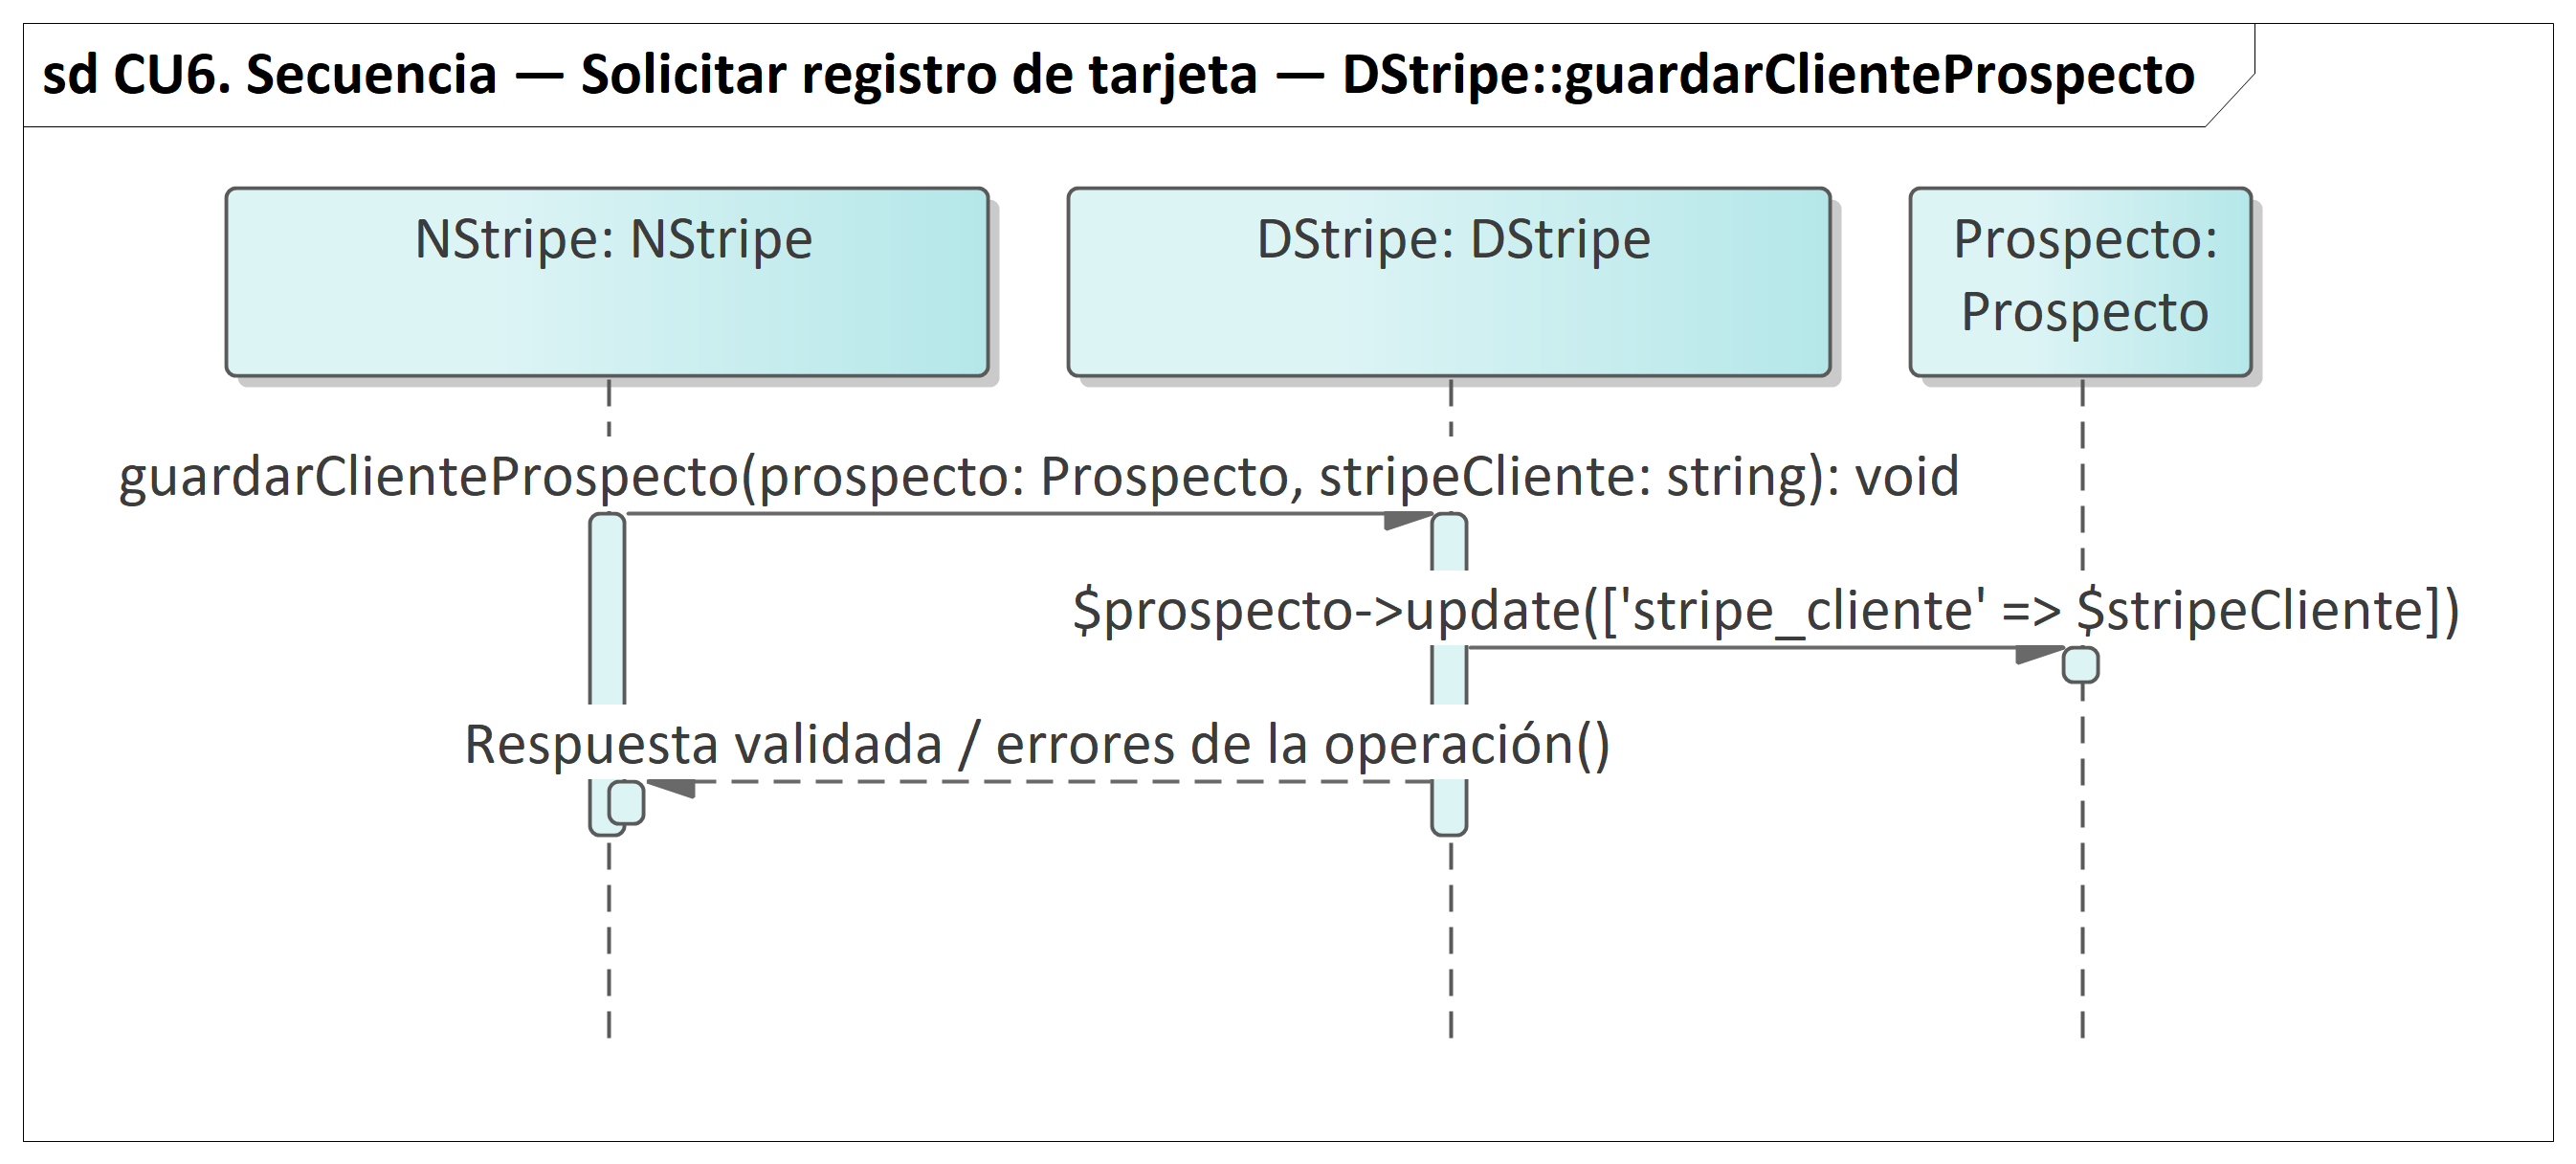 sd CU6. Secuencia — Solicitar registro de tarjeta — DStripe::guardarClienteProspecto
NStripe: NStripe
DStripe: DStripe
Prospecto:
Prospecto
guardarClienteProspecto(prospecto: Prospecto, stripeCliente: string): void
$prospecto->update(['stripe_cliente' => $stripeCliente])
Respuesta validada / errores de la operación()